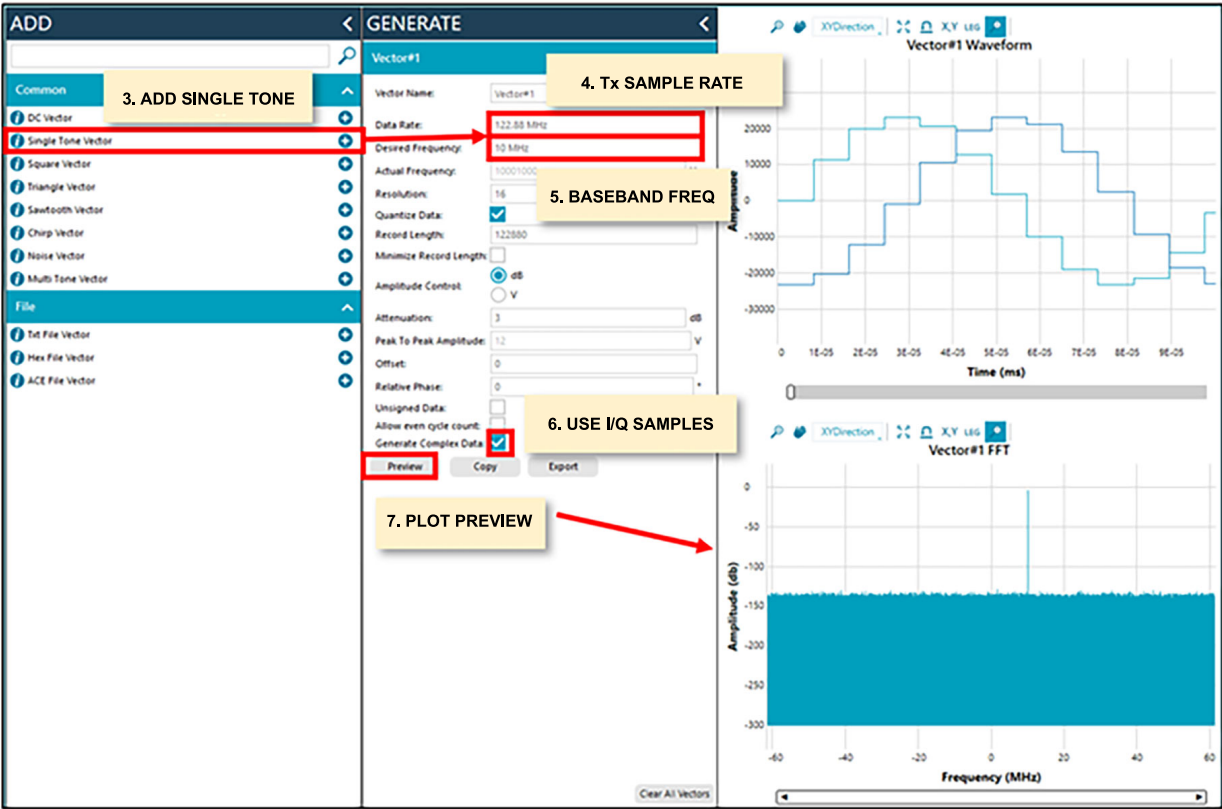 ADD
Common
3. ADD SINGLE TONE
DC Vector
Single Tone Vector
Square Vector
Triangle Vector
Sawtooth Vector
Chirp Vector
Noise Vector
Multi Tone Vector
File
Txt File Vector
Hex File Vector
ACE File Vector
GENERATE
Vector#1
4. Tx SAMPLE RATE
Vector Name: Vector#1
Data Rate: 122.88 MHz
Desired Frequency: 10 MHz
Actual Frequency:
5. BASEBAND FREQ
Resolution: 16
Quantize Data:
Record Length: 122880
Minimize Record Length:
dB
Amplitude Control:
V
Attenuation: 3 dB
Peak To Peak Amplitude: 12 V
Offset: 0
Relative Phase: 0 °
Unsigned Data:
6. USE I/Q SAMPLES
Allow even cycle count:
Generate Complex Data
Preview Copy Export
7. PLOT PREVIEW
Clear All Vectors
XYDirection X,Y LEG
Vector#1 Waveform
20000
10000
0
-10000
-20000
-30000
Amplitude
0 1E-05 2E-05 3E-05 4E-05 5E-05 6E-05 7E-05 8E-05 9E-05
Time (ms)
XYDirection X,Y LEG
Vector#1 FFT
0
-50
-100
-150
-200
-250
-300
Amplitude (db)
-60 -40 -20 0 20 40 60
Frequency (MHz)